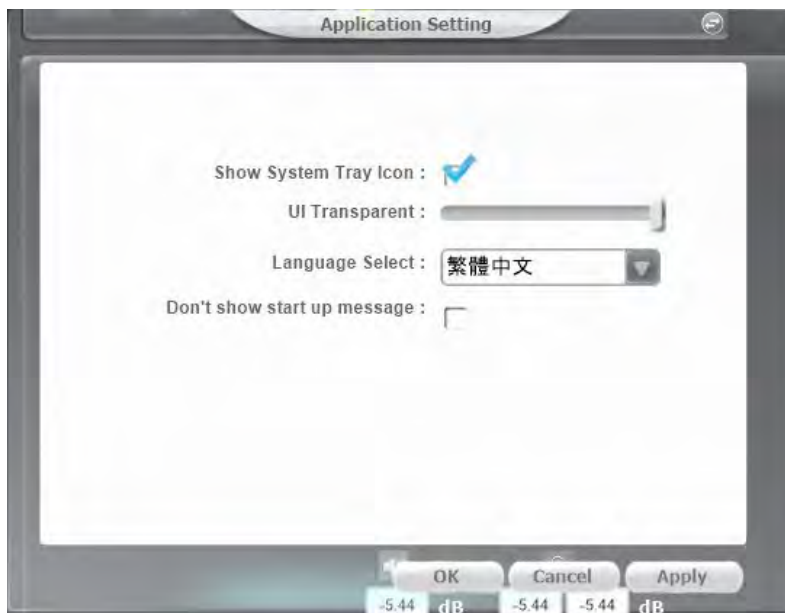 Application Setting
Show System Tray Icon :
UI Transparent :
Language Select : 繁體中文
Don't show start up message :
OK Cancel Apply
-5.44 dB -5.44 -5.44 dB